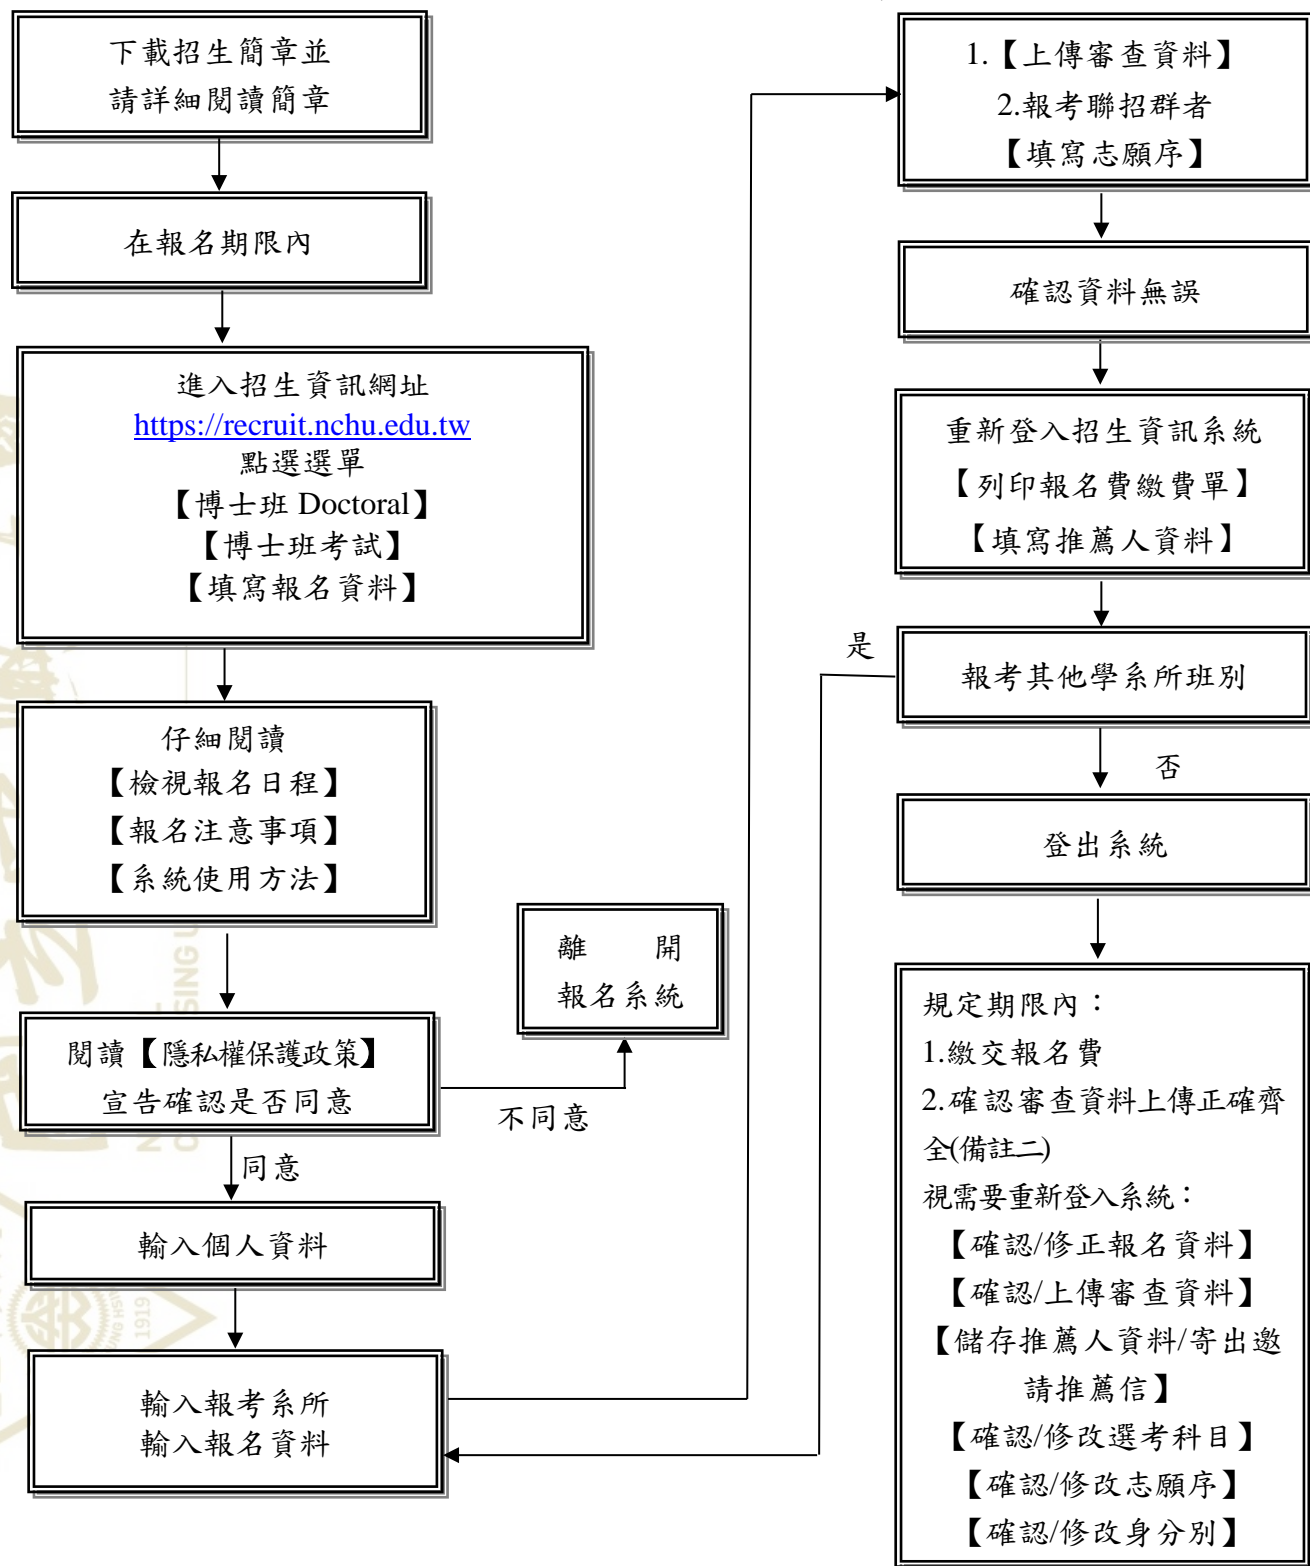 下載招生簡章並
請詳細閱讀簡章
在報名期限內
進入招生資訊網址
https://recruit.nchu.edu.tw
點選選單
【博士班 Doctoral】
【博士班考試】
【填寫報名資料】
仔細閱讀
【檢視報名日程】
【報名注意事項】
【系統使用方法】
閱讀【隱私權保護政策】
宣告確認是否同意
不同意
離 開
報名系統
同意
輸入個人資料
輸入報考系所
輸入報名資料
1.【上傳審查資料】
2.報考聯招群者
【填寫志願序】
確認資料無誤
重新登入招生資訊系統
【列印報名費繳費單】
【填寫推薦人資料】
是
報考其他學系所班別
否
登出系統
規定期限內：
1.繳交報名費
2.確認審查資料上傳正確齊
全(備註二)
視需要重新登入系統：
【確認/修正報名資料】
【確認/上傳審查資料】
【儲存推薦人資料/寄出邀
請推薦信】
【確認/修改選考科目】
【確認/修改志願序】
【確認/修改身分別】
1919